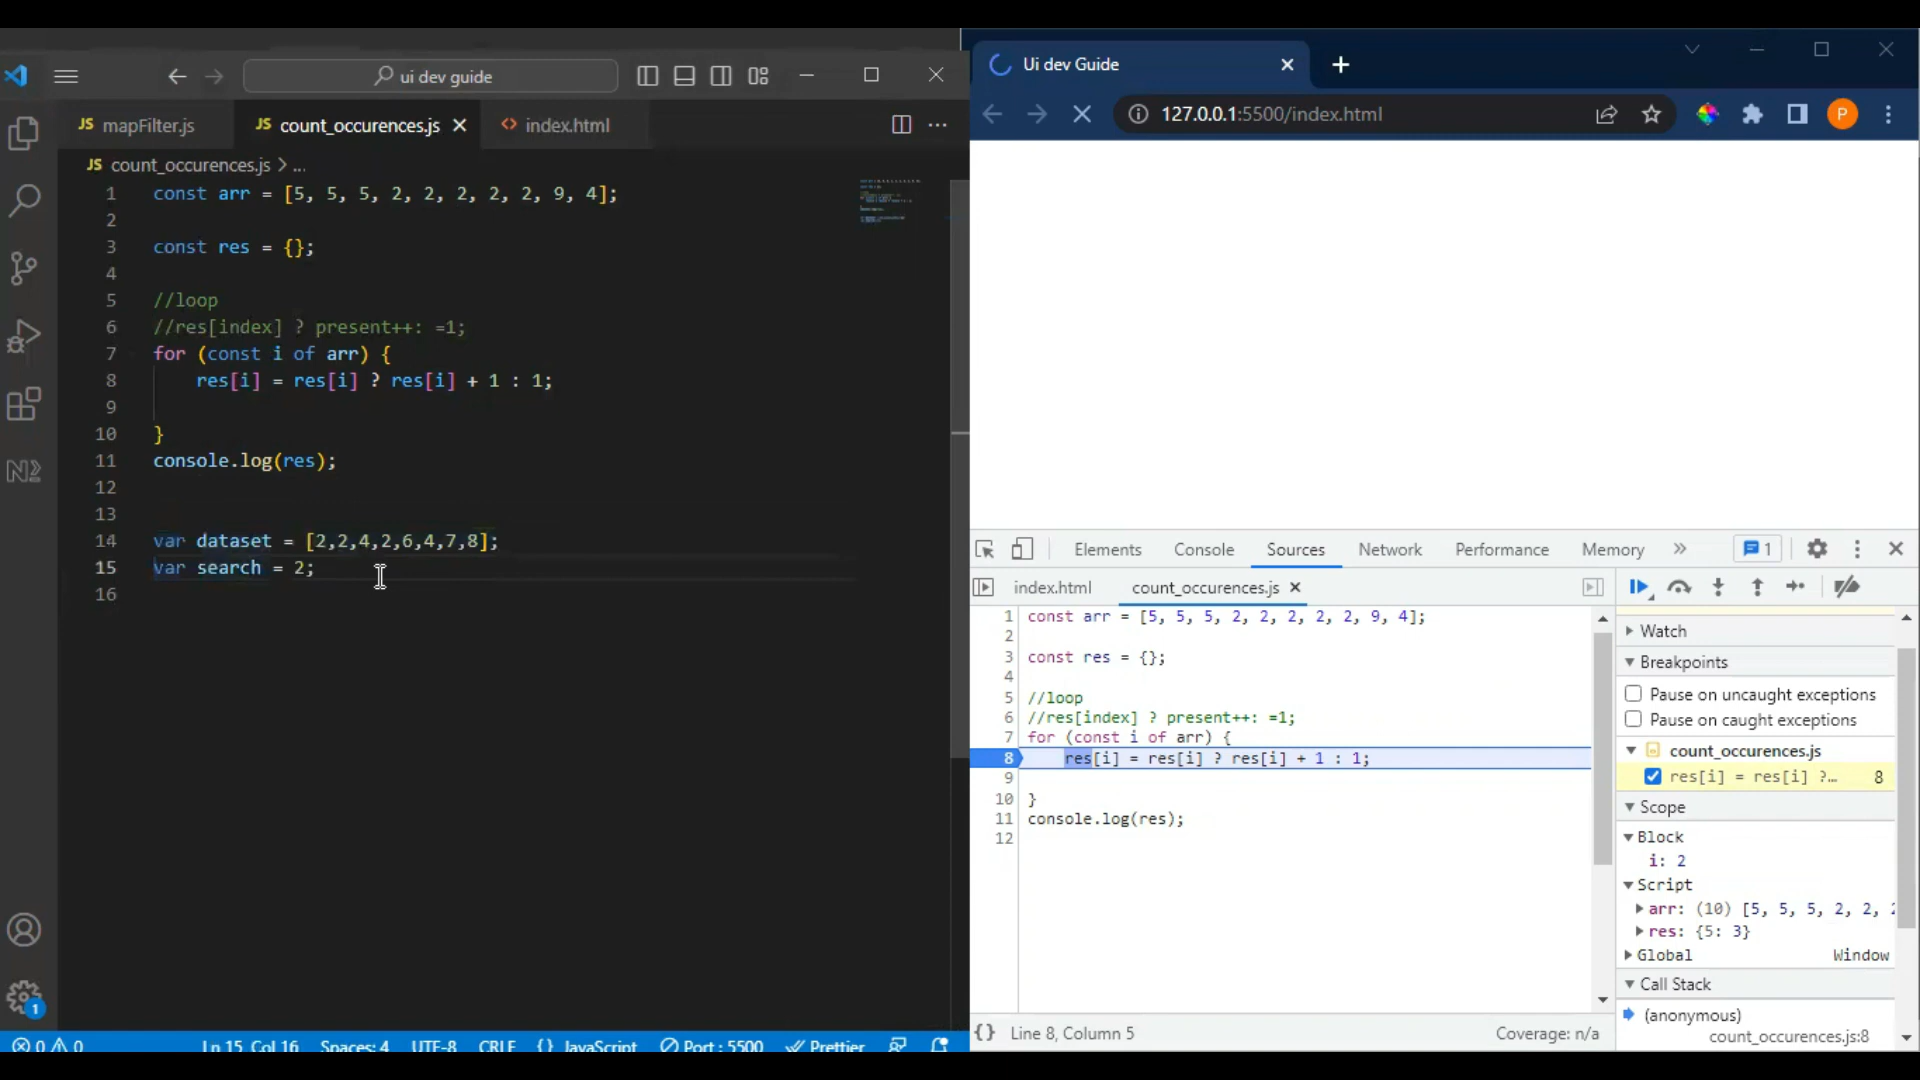 ui dev guide
JS mapFilter.js
JS count_occurences.js
<> index.html
JS count_occurences.js > ...
1 const arr = [5, 5, 5, 2, 2, 2, 2, 2, 9, 4];
2
3 const res = {};
4
5 //loop
6 //res[index] ? present++: =1;
7 for (const i of arr) {
8 res[i] = res[i] ? res[i] + 1 : 1;
9
10 }
11 console.log(res);
12
13
14 var dataset = [2,2,4,2,6,4,7,8];
15 var search = 2;
16
1
0 0 Ln 15, Col 16 Spaces: 4 UTF-8 CRLF {} JavaScript Port : 5500 Prettier
Ui dev Guide
127.0.0.1:5500/index.html
P
Elements Console Sources Network Performance Memory » 1
index.html count_occurences.js
1 const arr = [5, 5, 5, 2, 2, 2, 2, 2, 9, 4];
2
3 const res = {};
4
5 //loop
6 //res[index] ? present++: =1;
7 for (const i of arr) {
8 res[i] = res[i] ? res[i] + 1 : 1;
9
10 }
11 console.log(res);
12
{} Line 8, Column 5 Coverage: n/a
Watch
Breakpoints
Pause on uncaught exceptions
Pause on caught exceptions
count_occurences.js
res[i] = res[i] ?… 8
Scope
Block
i: 2
Script
arr: (10) [5, 5, 5, 2, 2,
res: {5: 3}
Global Window
Call Stack
(anonymous)
count_occurences.js:8